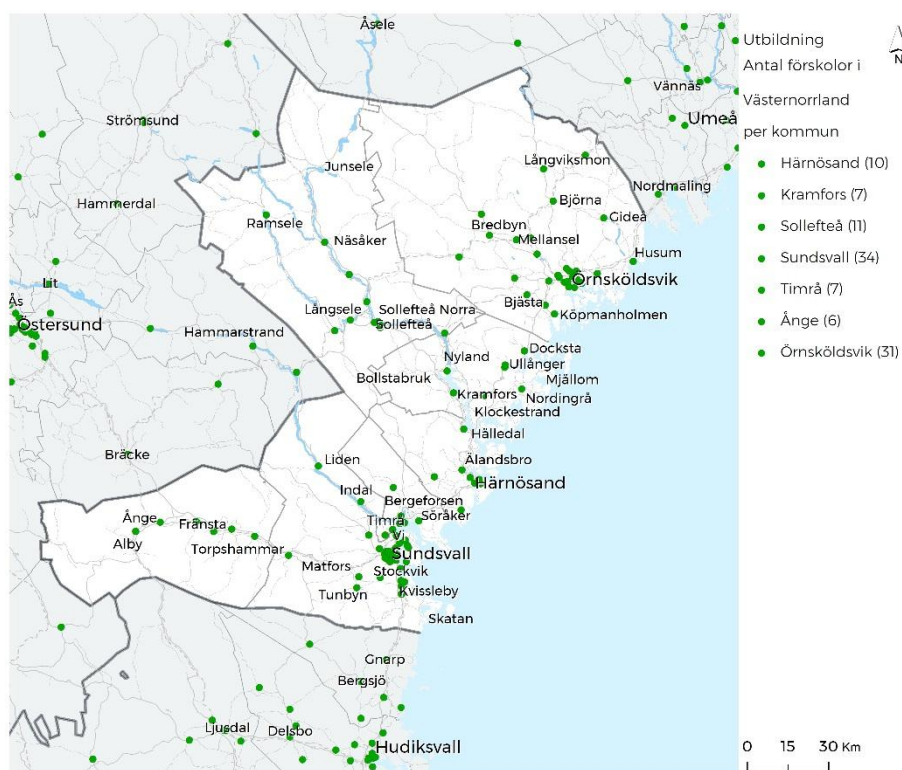 Åsele
Utbildning
Antal förskolor i
Västernorrland
per kommun
Härnösand (10)
Kramfors (7)
Sollefteå (11)
Sundsvall (34)
Timrå (7)
Ånge (6)
Örnsköldsvik (31)
N
Vännäs
Umeå
Strömsund
Långviksmon
Junsele
Nordmaling
Björna
Hammerdal
Gideå
Ramsele
Bredbyn
Näsåker
Mellansel
Husum
Lit
Örnsköldsvik
Ås
Östersund
Långsele
Sollefteå Norra
Sollefteå
Bjästa
Köpmanholmen
Hammarstrand
Docksta
Nyland
Ullånger
Bollstabruk
Mjällom
Kramfors
Nordingrå
Klockestrand
Hälledal
Bräcke
Liden
Älandsbro
Härnösand
Indal
Bergeforsen
Ånge
Fränsta
Timrå
Söråker
Alby
Vi
Torpshammar
Sundsvall
Matfors
Stockvik
Tunbyn
Kvissleby
Skatan
Gnarp
Bergsjö
Ljusdal
Delsbo
Hudiksvall
0 15 30 Km